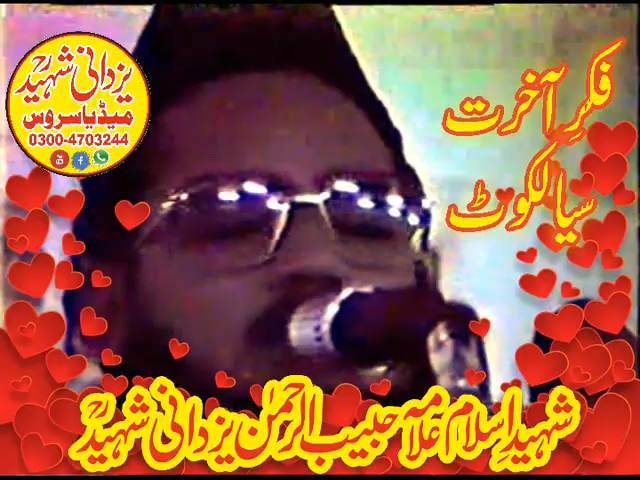 یزدانی شہیدؒ
میڈیا سروس
0300-4703244
فکرِ آخرت
سیالکوٹ
شہیدِ اسلام علامہ حبیب الرحمٰن یزدانی شہیدؒ